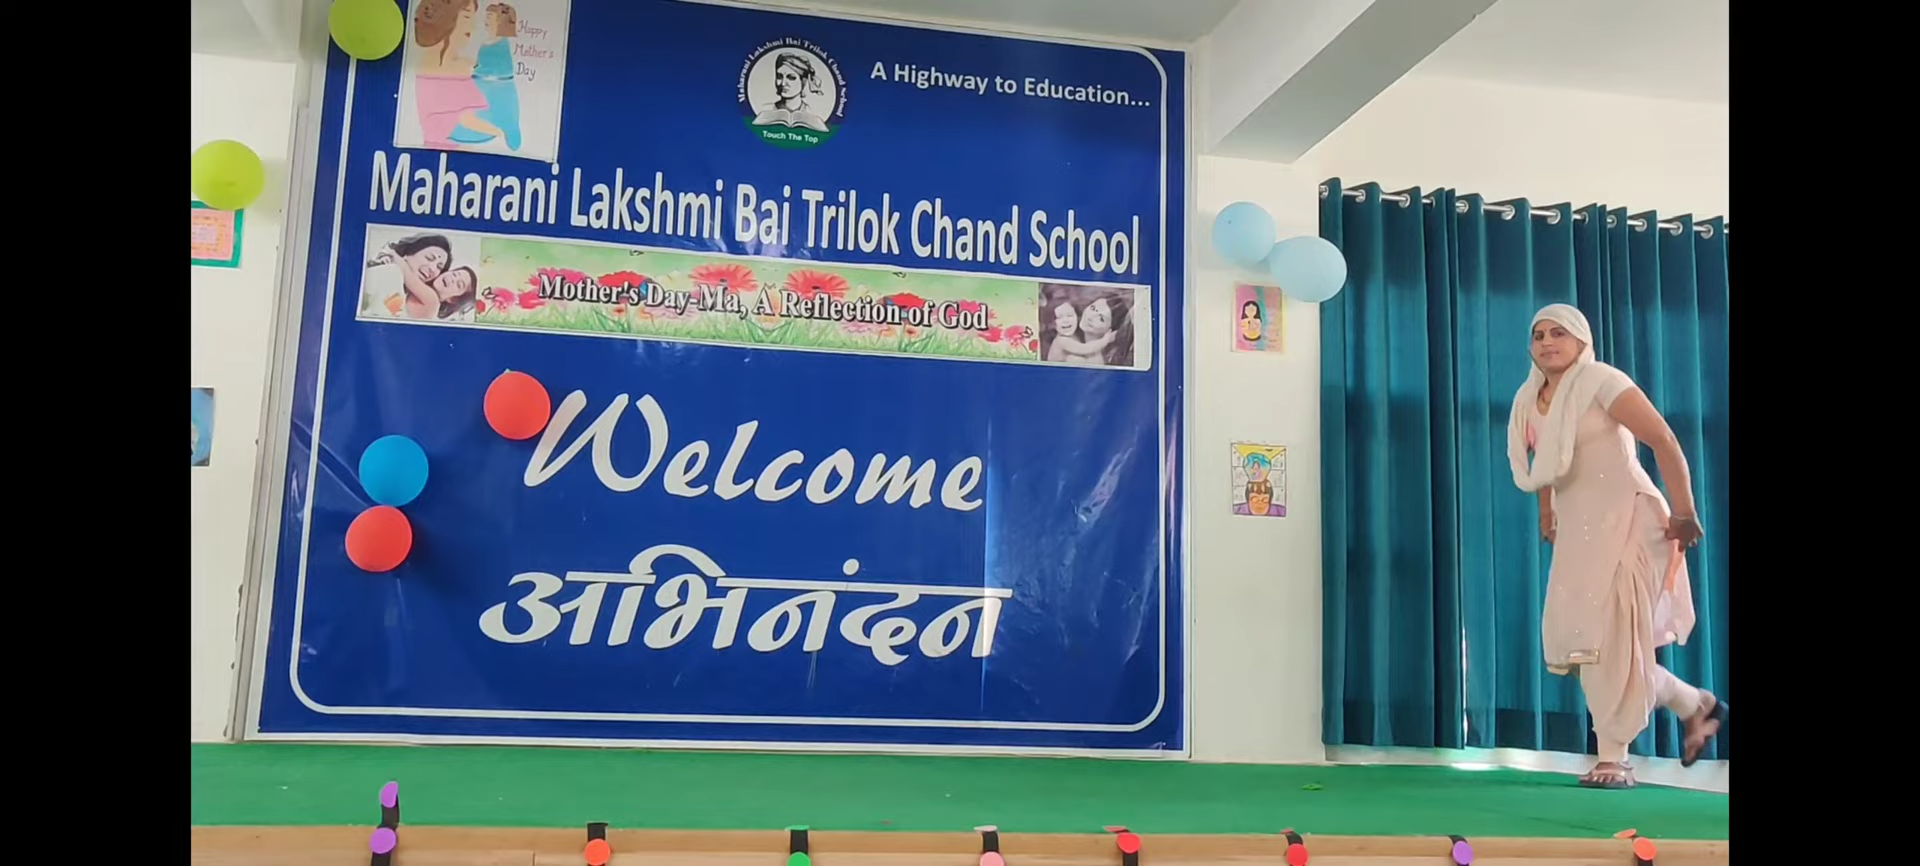 Happy
Mother's
Day
Maharani Lakshmi Bai Trilok Chand School
Touch The Top
A Highway to Education...
Maharani Lakshmi Bai Trilok Chand School
Mother's Day-Ma, A Reflection of God
Welcome
अभिनंदन